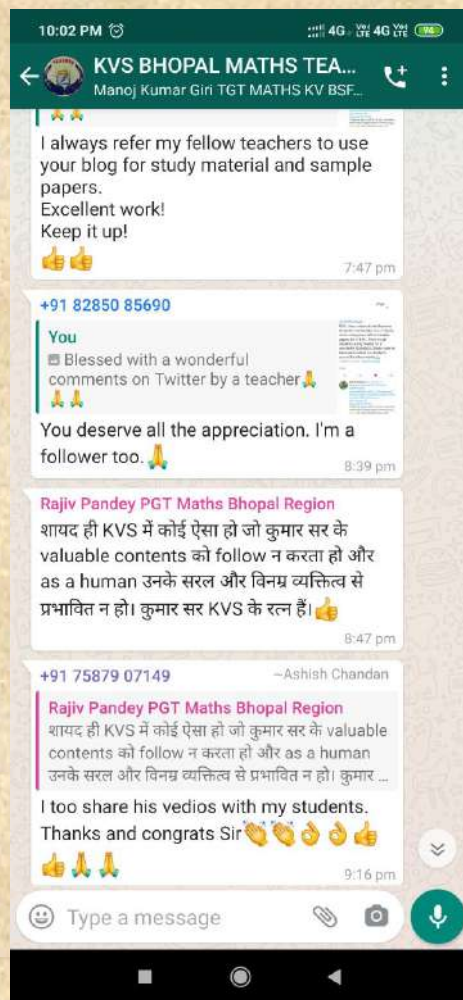 10:02 PM
4G VoLTE 4G VoLTE 94
KVS BHOPAL MATHS TEA...
Manoj Kumar Giri TGT MATHS KV BSF...
I always refer my fellow teachers to use
your blog for study material and sample
papers.
Excellent work!
Keep it up!
👍👍
7:47 pm
+91 82850 85690
You
Blessed with a wonderful
comments on Twitter by a teacher🙏
🙏🙏
You deserve all the appreciation. I'm a
follower too.🙏
8:39 pm
Rajiv Pandey PGT Maths Bhopal Region
शायद ही KVS में कोई ऐसा हो जो कुमार सर के
valuable contents को follow न करता हो और
as a human उनके सरल और विनम्र व्यक्तित्व से
प्रभावित न हो। कुमार सर KVS के रत्न हैं।👍
8:47 pm
+91 75879 07149 ~Ashish Chandan
Rajiv Pandey PGT Maths Bhopal Region
शायद ही KVS में कोई ऐसा हो जो कुमार सर के valuable
contents को follow न करता हो और as a human
उनके सरल और विनम्र व्यक्तित्व से प्रभावित न हो। कुमार ...
I too share his vedios with my students.
Thanks and congrats Sir👏👏👌👌👍
👍🙏🙏
9:16 pm
Type a message